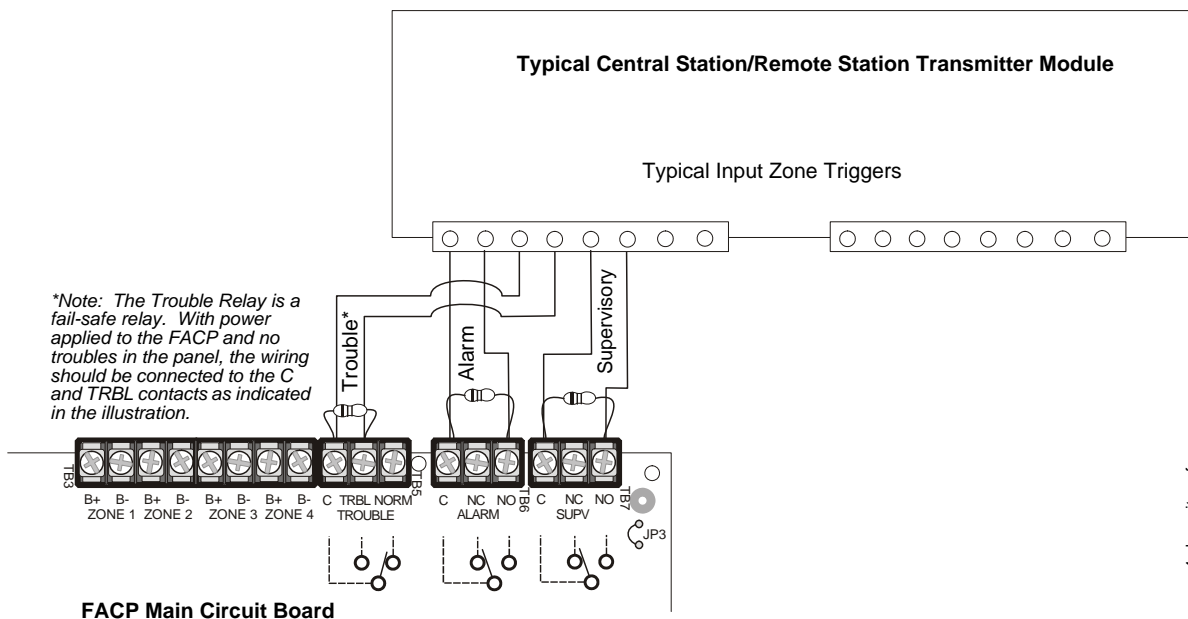 Typical Central Station/Remote Station Transmitter Module
Typical Input Zone Triggers
*Note: The Trouble Relay is a
fail-safe relay. With power
applied to the FACP and no
troubles in the panel, the wiring
should be connected to the C
and TRBL contacts as indicated
in the illustration.
Trouble*
Alarm
Supervisory
TB3
TB5
TB6
TB7
B+ B- B+ B- B+ B- B+ B- C TRBL NORM C NC NO C NC NO
ZONE 1 ZONE 2 ZONE 3 ZONE 4 TROUBLE ALARM SUPV
JP3
FACP Main Circuit Board